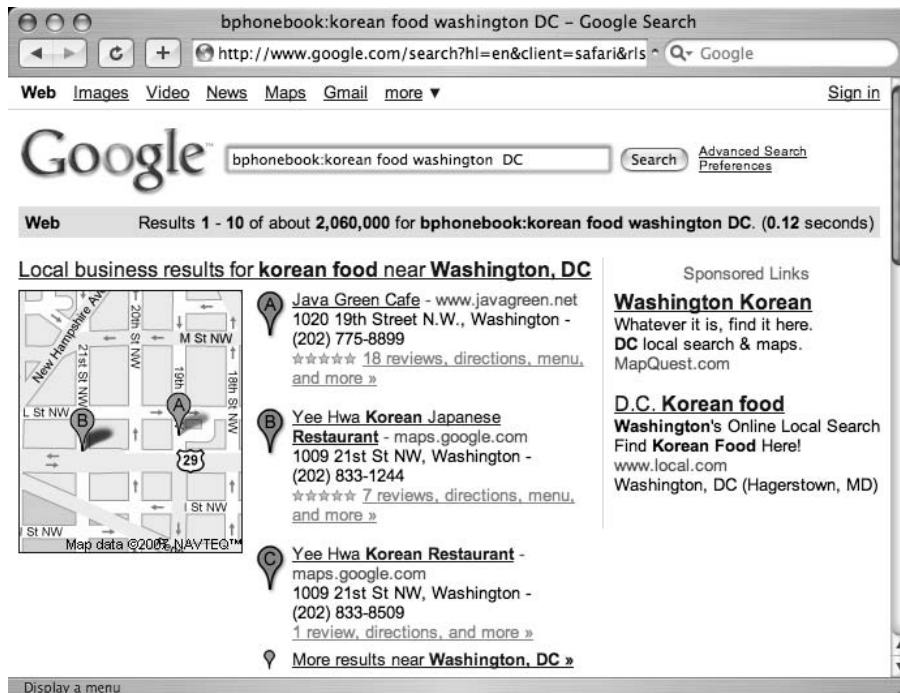 bphonebook:korean food washington DC – Google Search
http://www.google.com/search?hl=en&client=safari&rls
Google
Web Images Video News Maps Gmail more ▼ Sign in
Google™
bphonebook:korean food washington DC
Search
Advanced Search
Preferences
Web Results 1 - 10 of about 2,060,000 for bphonebook:korean food washington DC. (0.12 seconds)
Local business results for korean food near Washington, DC
New Hampshire Av
20th St NW
M St NW
21st St NW
19th
18th St NW
L St NW
A
B
29
I St NW
I St NW
Map data ©2007 NAVTEQ™
A
Java Green Cafe - www.javagreen.net
1020 19th Street N.W., Washington -
(202) 775-8899
☆☆☆☆☆ 18 reviews, directions, menu,
and more »
B
Yee Hwa Korean Japanese
Restaurant - maps.google.com
1009 21st St NW, Washington -
(202) 833-1244
☆☆☆☆☆ 7 reviews, directions, menu,
and more »
C
Yee Hwa Korean Restaurant -
maps.google.com
1009 21st St NW, Washington -
(202) 833-8509
1 review, directions, and more »
More results near Washington, DC »
Sponsored Links
Washington Korean
Whatever it is, find it here.
DC local search & maps.
MapQuest.com
D.C. Korean food
Washington's Online Local Search
Find Korean Food Here!
www.local.com
Washington, DC (Hagerstown, MD)
Display a menu